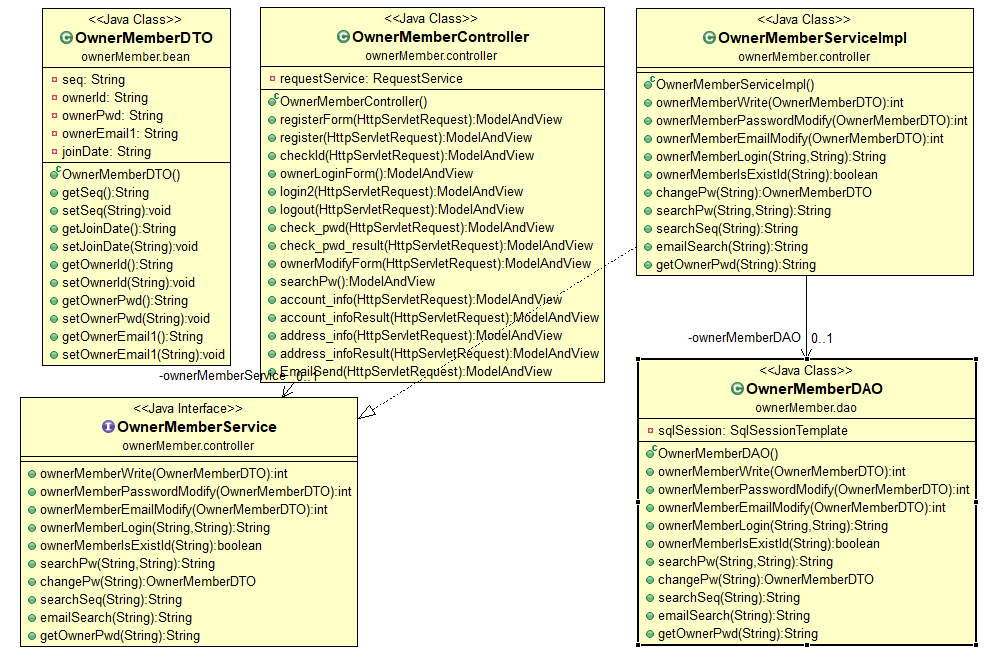 <<Java Class>>
OwnerMemberDTO
ownerMember.bean
seq: String
ownerId: String
ownerPwd: String
ownerEmail1: String
joinDate: String
OwnerMemberDTO()
getSeq():String
setSeq(String):void
getJoinDate():String
setJoinDate(String):void
getOwnerId():String
setOwnerId(String):void
getOwnerPwd():String
setOwnerPwd(String):void
getOwnerEmail1():String
setOwnerEmail1(String):void
<<Java Class>>
OwnerMemberController
ownerMember.controller
requestService: RequestService
OwnerMemberController()
registerForm(HttpServletRequest):ModelAndView
register(HttpServletRequest):ModelAndView
checkId(HttpServletRequest):ModelAndView
ownerLoginForm():ModelAndView
login2(HttpServletRequest):ModelAndView
logout(HttpServletRequest):ModelAndView
check_pwd(HttpServletRequest):ModelAndView
check_pwd_result(HttpServletRequest):ModelAndView
ownerModifyForm(HttpServletRequest):ModelAndView
searchPw():ModelAndView
account_info(HttpServletRequest):ModelAndView
account_infoResult(HttpServletRequest):ModelAndView
address_info(HttpServletRequest):ModelAndView
address_infoResult(HttpServletRequest):ModelAndView
EmailSend(HttpServletRequest):ModelAndView
<<Java Class>>
OwnerMemberServiceImpl
ownerMember.controller
OwnerMemberServiceImpl()
ownerMemberWrite(OwnerMemberDTO):int
ownerMemberPasswordModify(OwnerMemberDTO):int
ownerMemberEmailModify(OwnerMemberDTO):int
ownerMemberLogin(String,String):String
ownerMemberIsExistId(String):boolean
changePw(String):OwnerMemberDTO
searchPw(String,String):String
searchSeq(String):String
emailSearch(String):String
getOwnerPwd(String):String
-ownerMemberService 0..1
-ownerMemberDAO 0..1
<<Java Interface>>
OwnerMemberService
ownerMember.controller
ownerMemberWrite(OwnerMemberDTO):int
ownerMemberPasswordModify(OwnerMemberDTO):int
ownerMemberEmailModify(OwnerMemberDTO):int
ownerMemberLogin(String,String):String
ownerMemberIsExistId(String):boolean
searchPw(String,String):String
changePw(String):OwnerMemberDTO
searchSeq(String):String
emailSearch(String):String
getOwnerPwd(String):String
<<Java Class>>
OwnerMemberDAO
ownerMember.dao
sqlSession: SqlSessionTemplate
OwnerMemberDAO()
ownerMemberWrite(OwnerMemberDTO):int
ownerMemberPasswordModify(OwnerMemberDTO):int
ownerMemberEmailModify(OwnerMemberDTO):int
ownerMemberLogin(String,String):String
ownerMemberIsExistId(String):boolean
searchPw(String,String):String
changePw(String):OwnerMemberDTO
searchSeq(String):String
emailSearch(String):String
getOwnerPwd(String):String